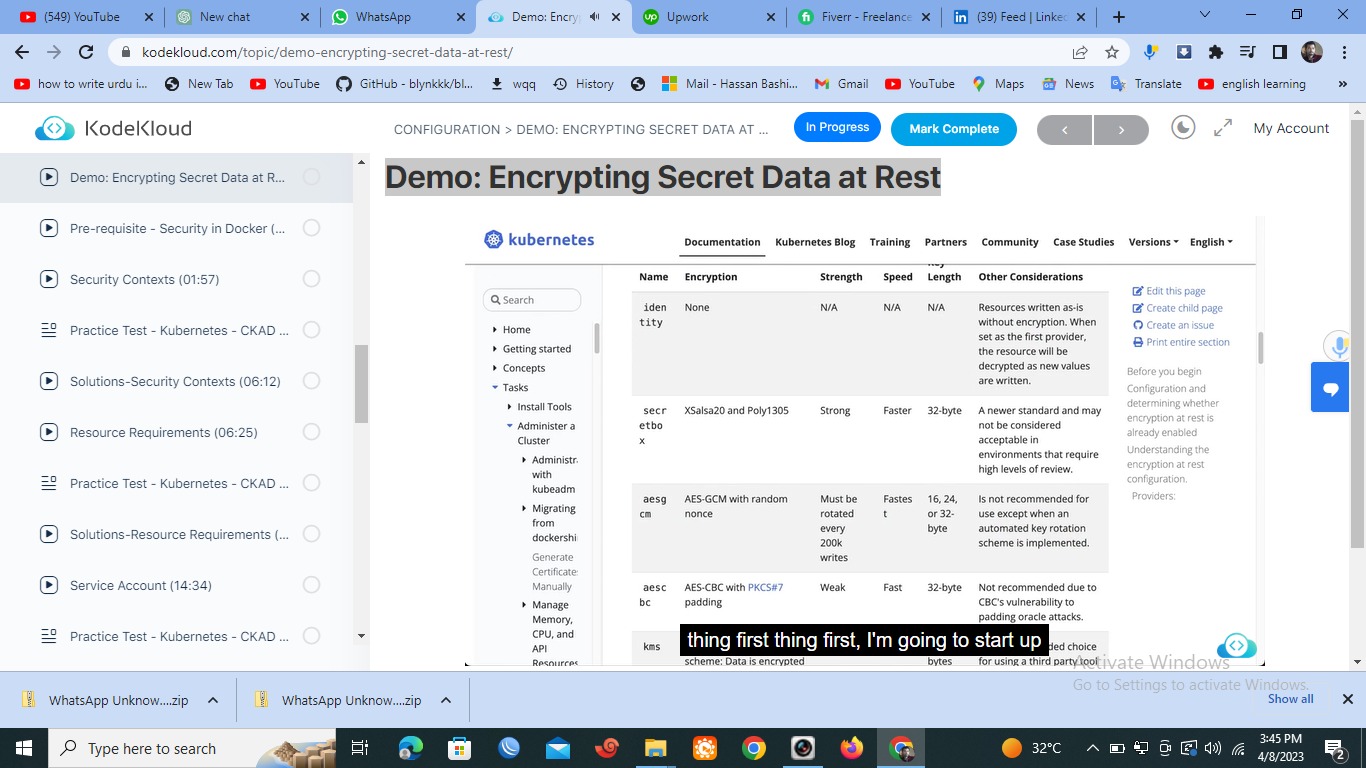 (549) YouTube
New chat
WhatsApp
Demo: Encry
Upwork
Fiverr - Freelance
(39) Feed | Linke
kodekloud.com/topic/demo-encrypting-secret-data-at-rest/
how to write urdu i...
New Tab
YouTube
GitHub - blynkkk/bl...
wqq
History
Mail - Hassan Bashi...
Gmail
YouTube
Maps
News
Translate
english learning
»
KodeKloud
CONFIGURATION > DEMO: ENCRYPTING SECRET DATA AT ...
In Progress
Mark Complete
My Account
Demo: Encrypting Secret Data at R...
Pre-requisite - Security in Docker (...
Security Contexts (01:57)
Practice Test - Kubernetes - CKAD ...
Solutions-Security Contexts (06:12)
Resource Requirements (06:25)
Practice Test - Kubernetes - CKAD ...
Solutions-Resource Requirements (...
Service Account (14:34)
Practice Test - Kubernetes - CKAD ...
Demo: Encrypting Secret Data at Rest
kubernetes
Documentation
Kubernetes Blog
Training
Partners
Community
Case Studies
Versions
English
Search
Home
Getting started
Concepts
Tasks
Install Tools
Administer a
Cluster
Administr
with
kubeadm
Migrating
from
dockershi
Generate
Certificate
Manually
Manage
Memory,
CPU, and
API
Resources
Name Encryption Strength Speed Length Other Considerations
iden None N/A N/A N/A Resources written as-is
tity without encryption. When
set as the first provider,
the resource will be
decrypted as new values
are written.
secr XSalsa20 and Poly1305 Strong Faster 32-byte A newer standard and may
etbo not be considered
x acceptable in
environments that require
high levels of review.
aesg AES-GCM with random Must be Fastes 16, 24, Is not recommended for
cm nonce rotated t or 32- use except when an
every byte automated key rotation
200k scheme is implemented.
writes
aesc AES-CBC with PKCS#7 Weak Fast 32-byte Not recommended due to
bc padding CBC's vulnerability to
padding oracle attacks.
kms ded choice
scheme: Data is encrypted bytes for using a third party tool
thing first thing first, I'm going to start up
Edit this page
Create child page
Create an issue
Print entire section
Before you begin
Configuration and
determining whether
encryption at rest is
already enabled
Understanding the
encryption at rest
configuration.
Providers:
Activate Windows
Go to Settings to activate Windows.
WhatsApp Unknow....zip
WhatsApp Unknow....zip
Show all
Type here to search
32°C
3:45 PM
4/8/2023
2